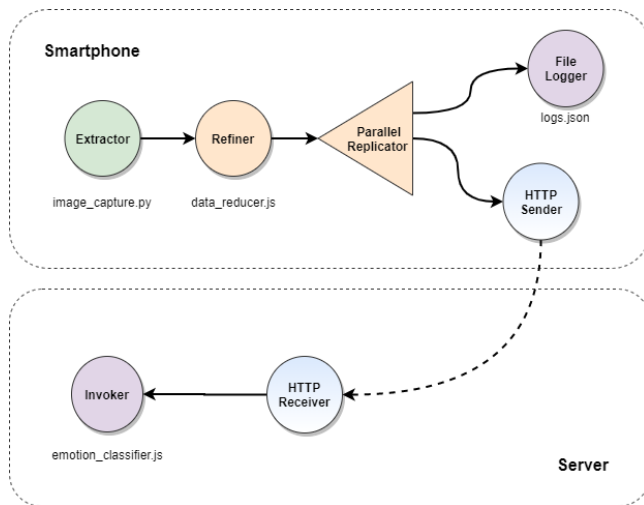 Smartphone
File
Logger
logs.json
Extractor
image_capture.py
Refiner
data_reducer.js
Parallel
Replicator
HTTP
Sender
Invoker
emotion_classifier.js
HTTP
Receiver
Server